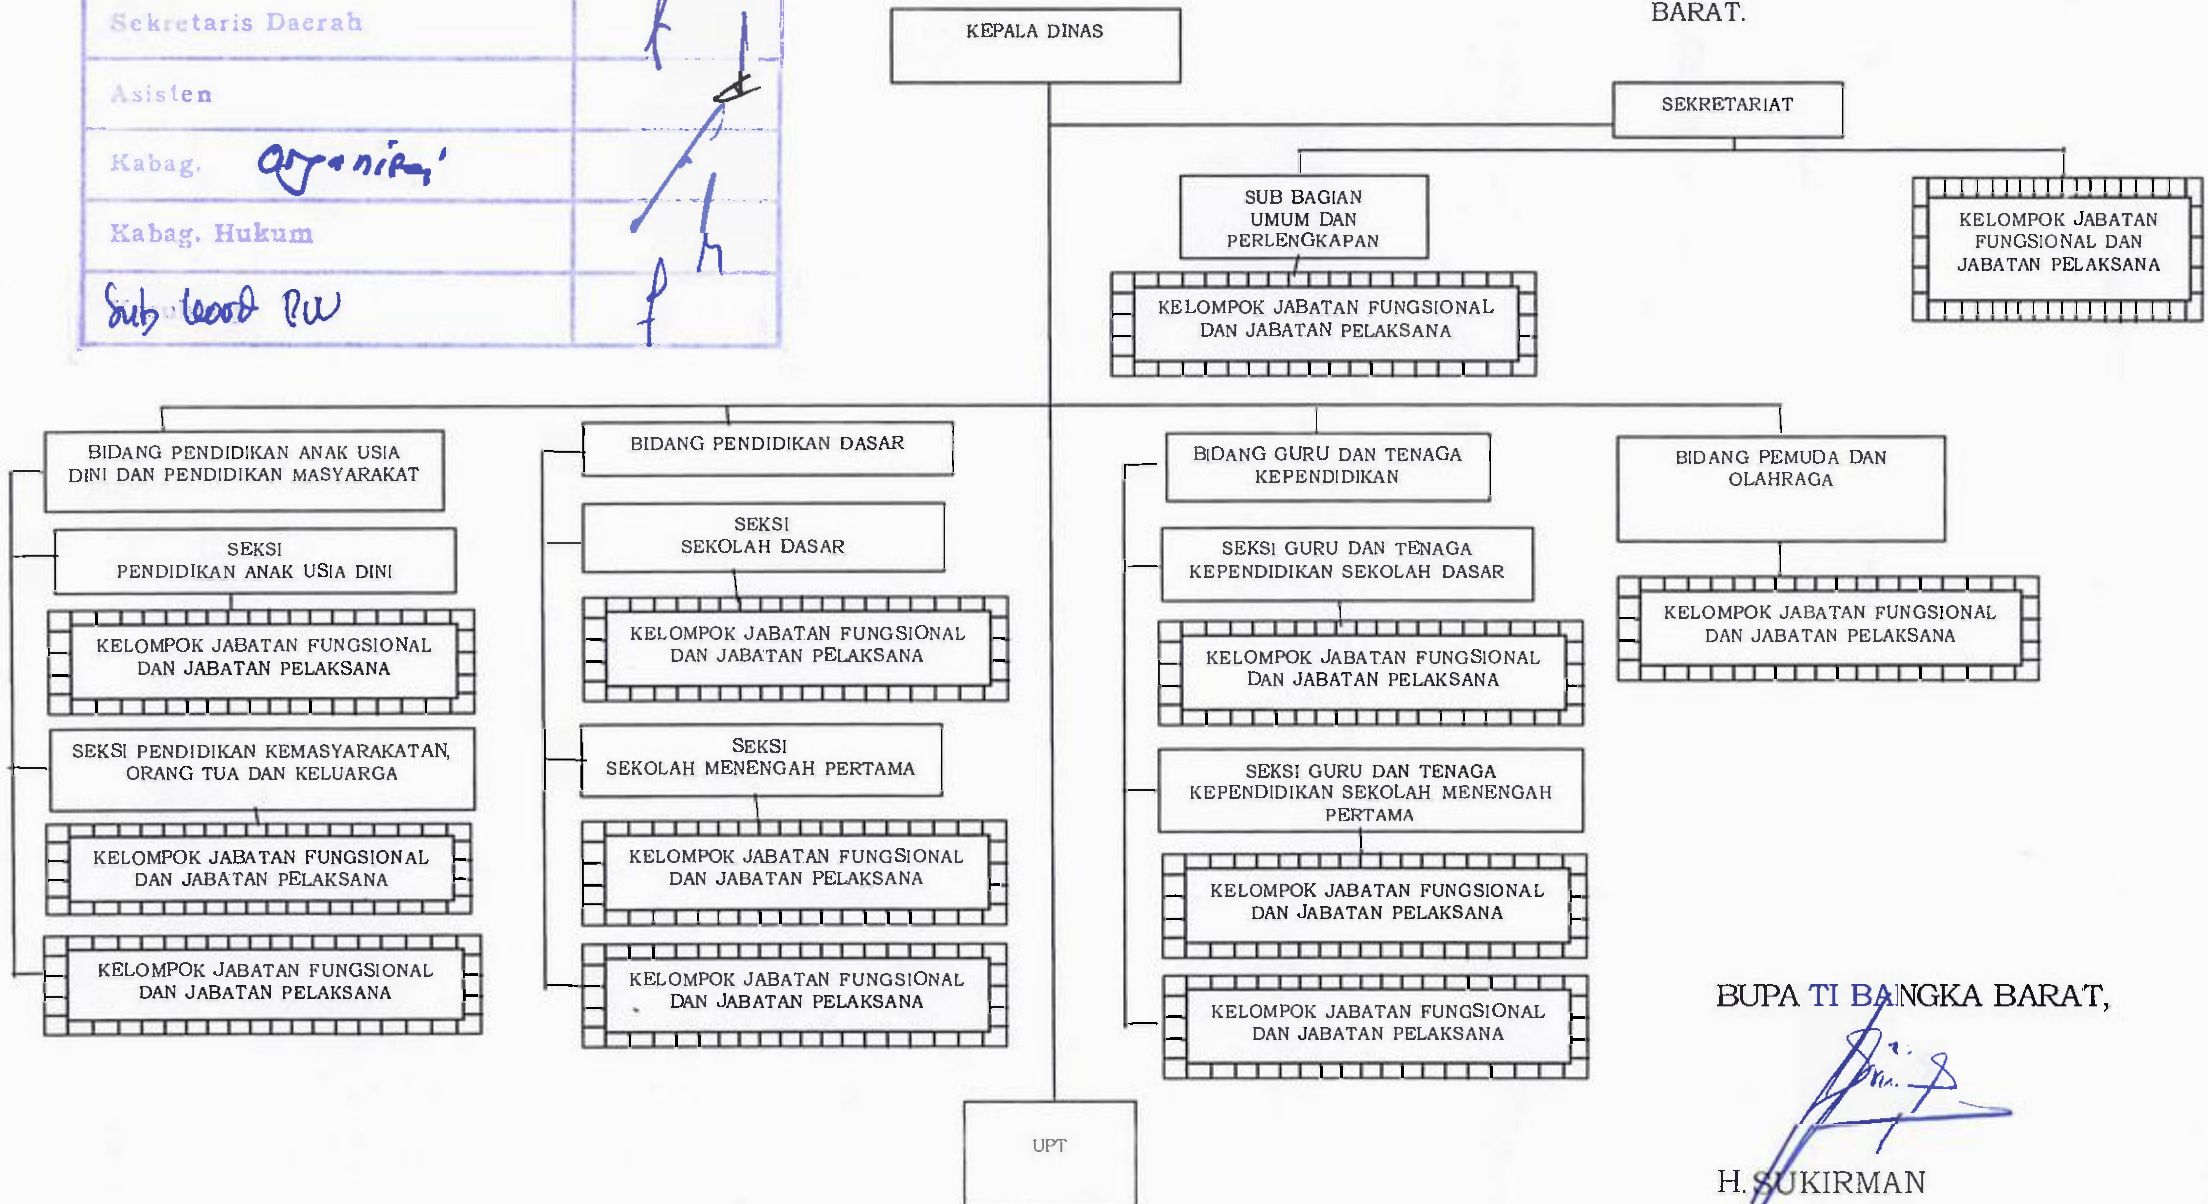 Sekretaris Daerah
Asisten
Kabag. Organisasi
Kabag. Hukum
Sub
BARAT.
KEPALA DINAS
SEKRETARIAT
SUB BAGIAN
UMUM DAN
PERLENGKAPAN
KELOMPOK JABATAN FUNGSIONAL
DAN JABATAN PELAKSANA
KELOMPOK JABATAN
FUNGSIONAL DAN
JABATAN PELAKSANA
BIDANG PENDIDIKAN ANAK USIA
DINI DAN PENDIDIKAN MASYARAKAT
SEKSI
PENDIDIKAN ANAK USIA DINI
KELOMPOK JABATAN FUNGSIONAL
DAN JABATAN PELAKSANA
SEKSI PENDIDIKAN KEMASYARAKATAN,
ORANG TUA DAN KELUARGA
KELOMPOK JABATAN FUNGSIONAL
DAN JABATAN PELAKSANA
KELOMPOK JABATAN FUNGSIONAL
DAN JABATAN PELAKSANA
BIDANG PENDIDIKAN DASAR
SEKSI
SEKOLAH DASAR
KELOMPOK JABATAN FUNGSIONAL
DAN JABATAN PELAKSANA
SEKSI
SEKOLAH MENENGAH PERTAMA
KELOMPOK JABATAN FUNGSIONAL
DAN JABATAN PELAKSANA
KELOMPOK JABATAN FUNGSIONAL
DAN JABATAN PELAKSANA
BIDANG GURU DAN TENAGA
KEPENDIDIKAN
SEKSI GURU DAN TENAGA
KEPENDIDIKAN SEKOLAH DASAR
KELOMPOK JABATAN FUNGSIONAL
DAN JABATAN PELAKSANA
SEKSI GURU DAN TENAGA
KEPENDIDIKAN SEKOLAH MENENGAH
PERTAMA
KELOMPOK JABATAN FUNGSIONAL
DAN JABATAN PELAKSANA
KELOMPOK JABATAN FUNGSIONAL
DAN JABATAN PELAKSANA
BIDANG PEMUDA DAN
OLAHRAGA
KELOMPOK JABATAN FUNGSIONAL
DAN JABATAN PELAKSANA
UPT
BUPA TI BANGKA BARAT,
H. SUKIRMAN